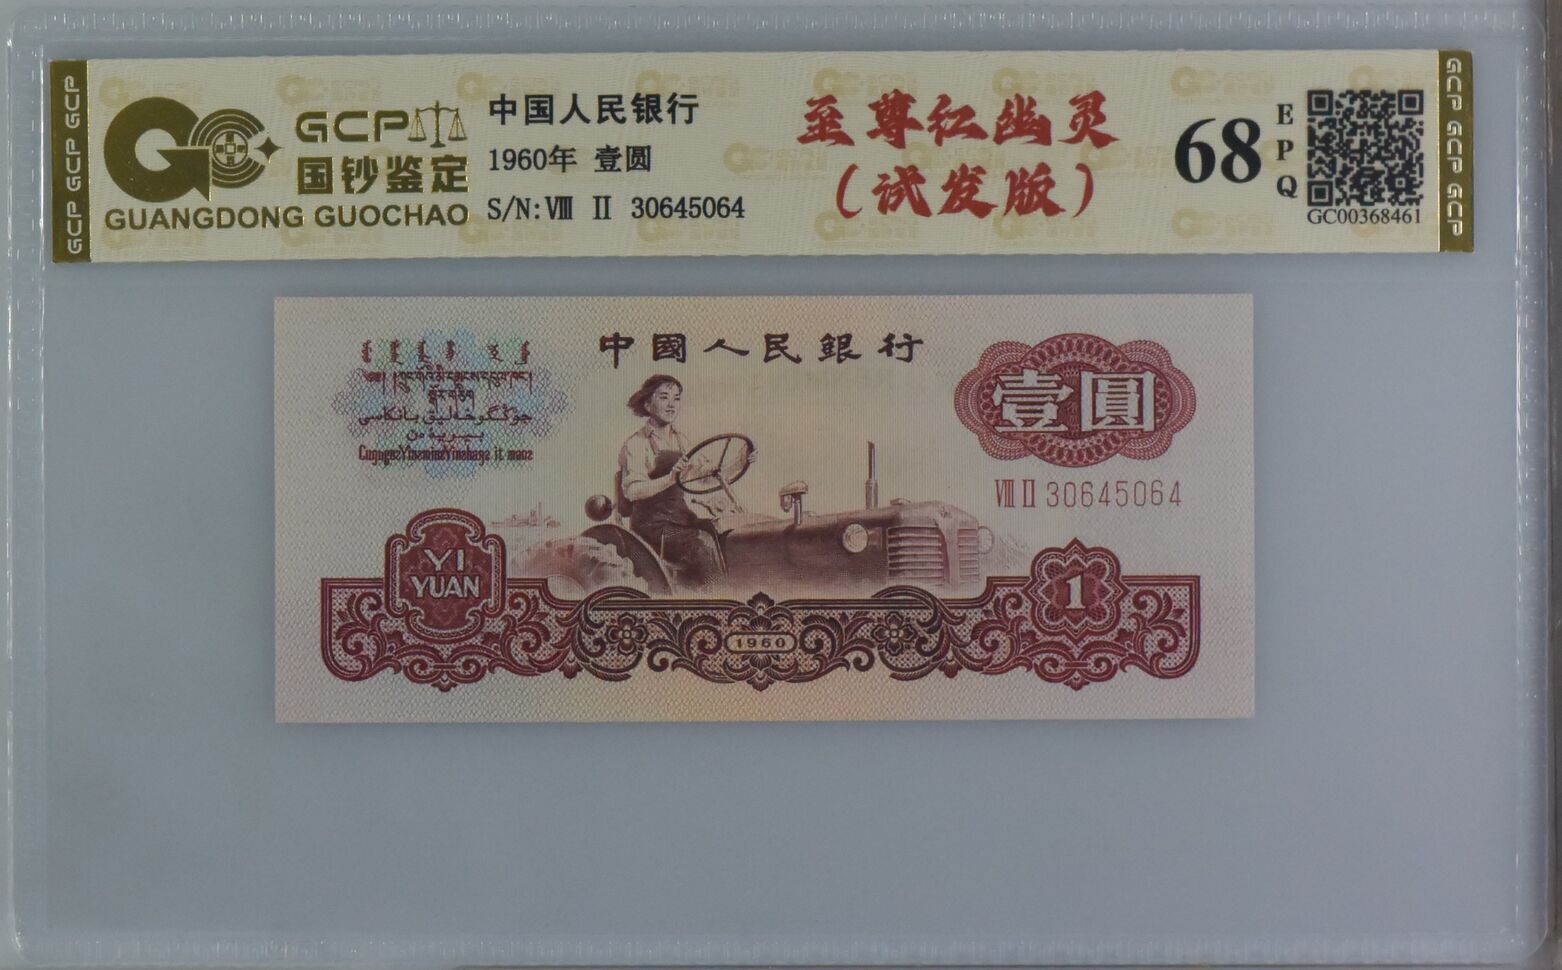 GCP GCP GCP
GCP
国钞鉴定
GUANGDONG GUOCHAO
中国人民银行
1960年 壹圆
S/N:Ⅷ Ⅱ 30645064
至尊红幽灵
(试发版)
68
EPQ
GC00368461
GCP GCP GCP
中國人民銀行
壹圓
Ⅷ Ⅱ 30645064
YI
YUAN
1960
1